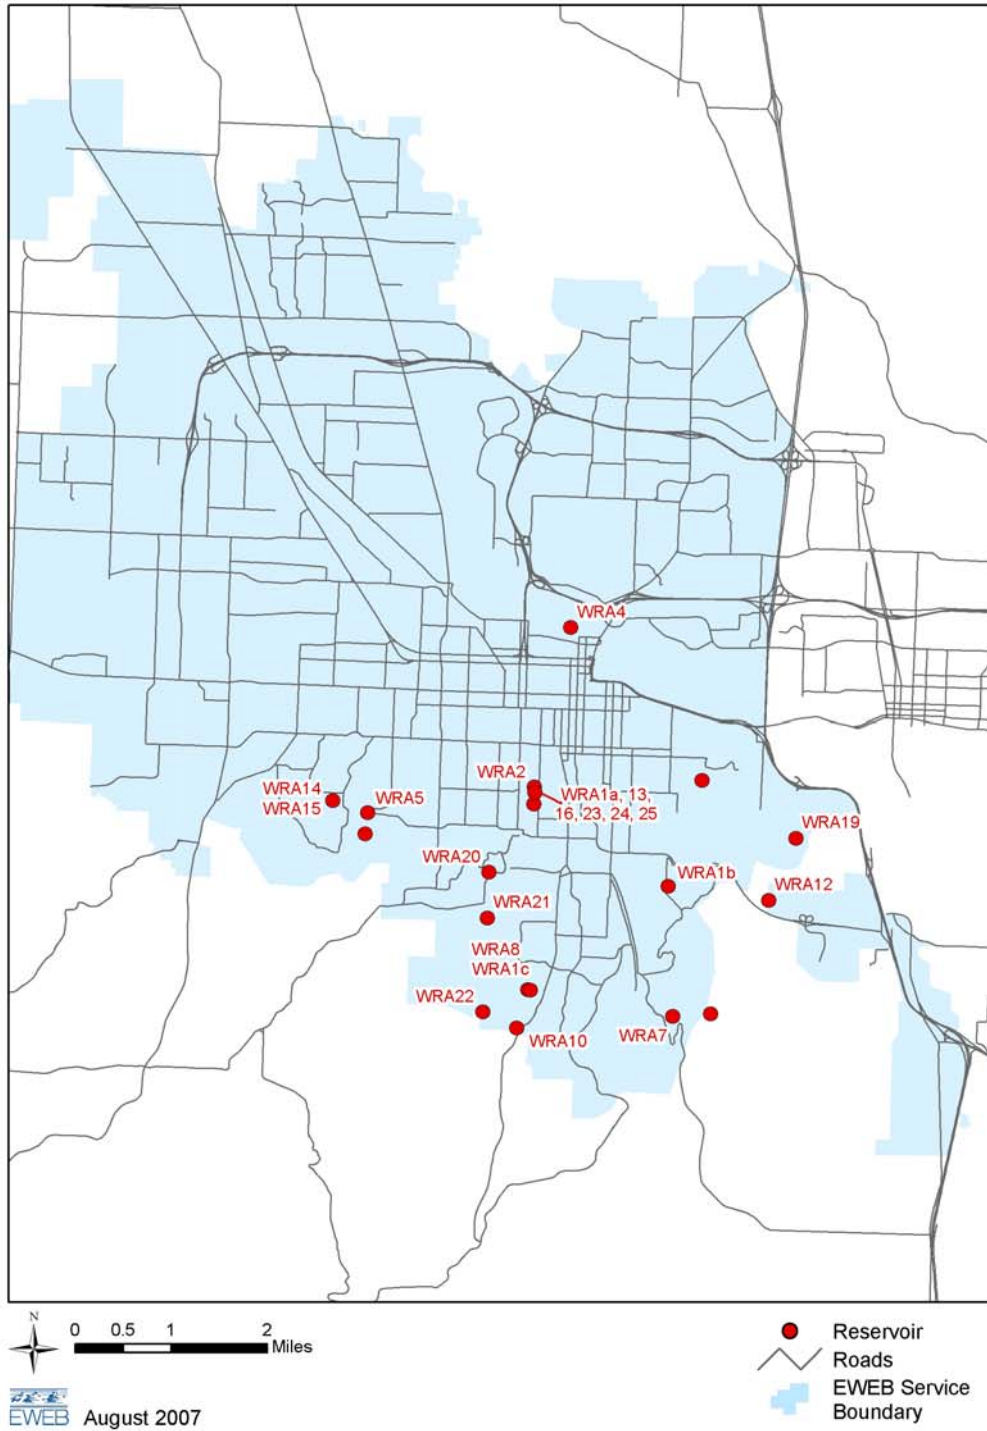 WRA4
WRA2
WRA1a, 13,
16, 23, 24, 25
WRA14
WRA15
WRA5
WRA19
WRA20
WRA1b
WRA12
WRA21
WRA8
WRA1c
WRA22
WRA10
WRA7
N
0 0.5 1 2
Miles
Reservoir
Roads
EWEB Service
Boundary
EWEB
August 2007